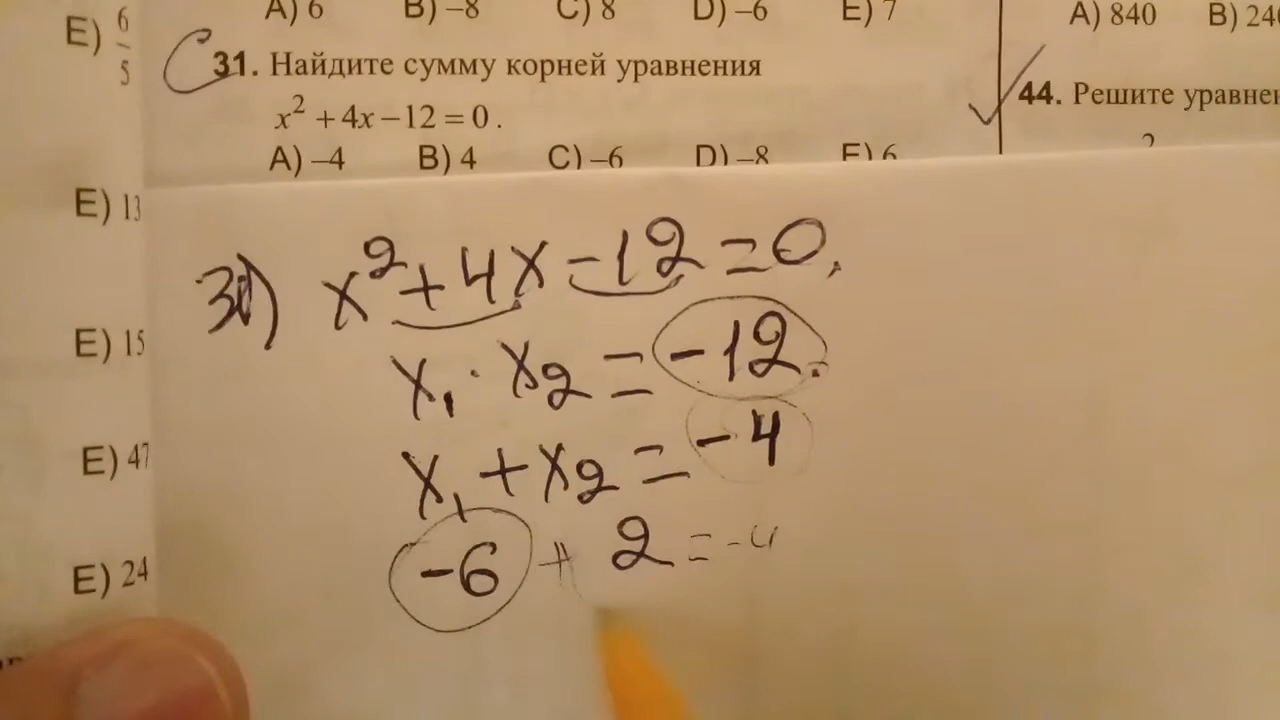 E) 6/5
A) 6 B) –8 C) 8 D) –6 E) 7
31. Найдите сумму корней уравнения
x² + 4x – 12 = 0.
A) –4 B) 4 C) –6 D) –8 E) 6
E) 13
E) 15
E) 47
E) 24
A) 840 B) 240
44. Решите
2
31) x² + 4x – 12 = 0,
x₁ · x₂ = –12.
x₁ + x₂ = –4
–6 + 2 = –4